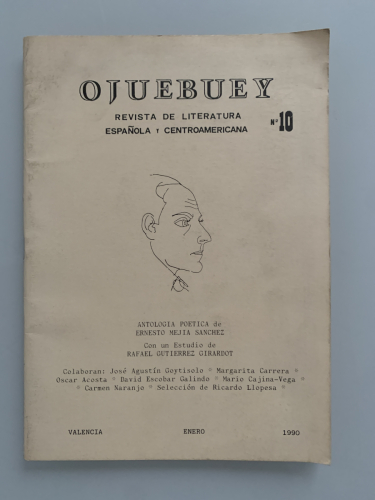 OJUEBUEY
REVISTA DE LITERATURA
ESPAÑOLA Y CENTROAMERICANA
Nº 10
ANTOLOGIA POETICA de
ERNESTO MEJIA SANCHEZ
Con un Estudio de
RAFAEL GUTIERREZ GIRARDOT
Colaboran: José Agustín Goytisolo * Margarita Carrera *
Oscar Acosta * David Escobar Galindo * Mario Cajina-Vega *
* Carmen Naranjo * Selección de Ricardo Llopesa *
VALENCIA ENERO 1990